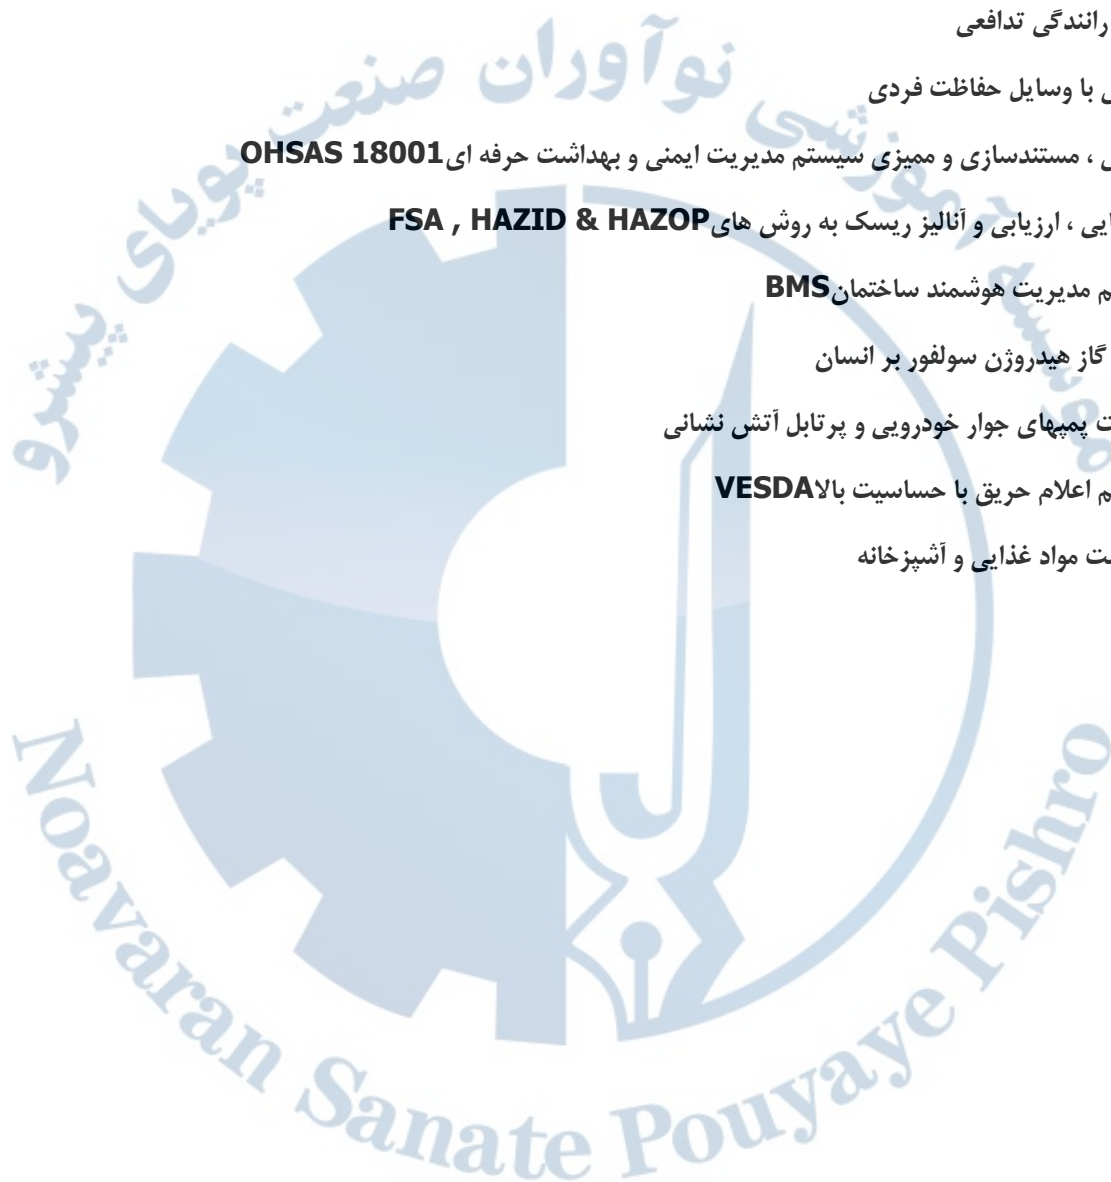 رانندگی تدافعی
با وسایل حفاظت فردی
، مستندسازی و ممیزی سیستم مدیریت ایمنی و بهداشت حرفه ای OHSAS 18001
، ارزیابی و آنالیز ریسک به روش های FSA , HAZID & HAZOP
مدیریت هوشمند ساختمان BMS
گاز هیدروژن سولفور بر انسان
پمپهای جوار خودرویی و پرتابل آتش نشانی
اعلام حریق با حساسیت بالا VESDA
مواد غذایی و آشپزخانه
موسسه آموزشی نوآوران صنعت پویای پیشرو
Noavaran Sanate Pouyaye Pishro